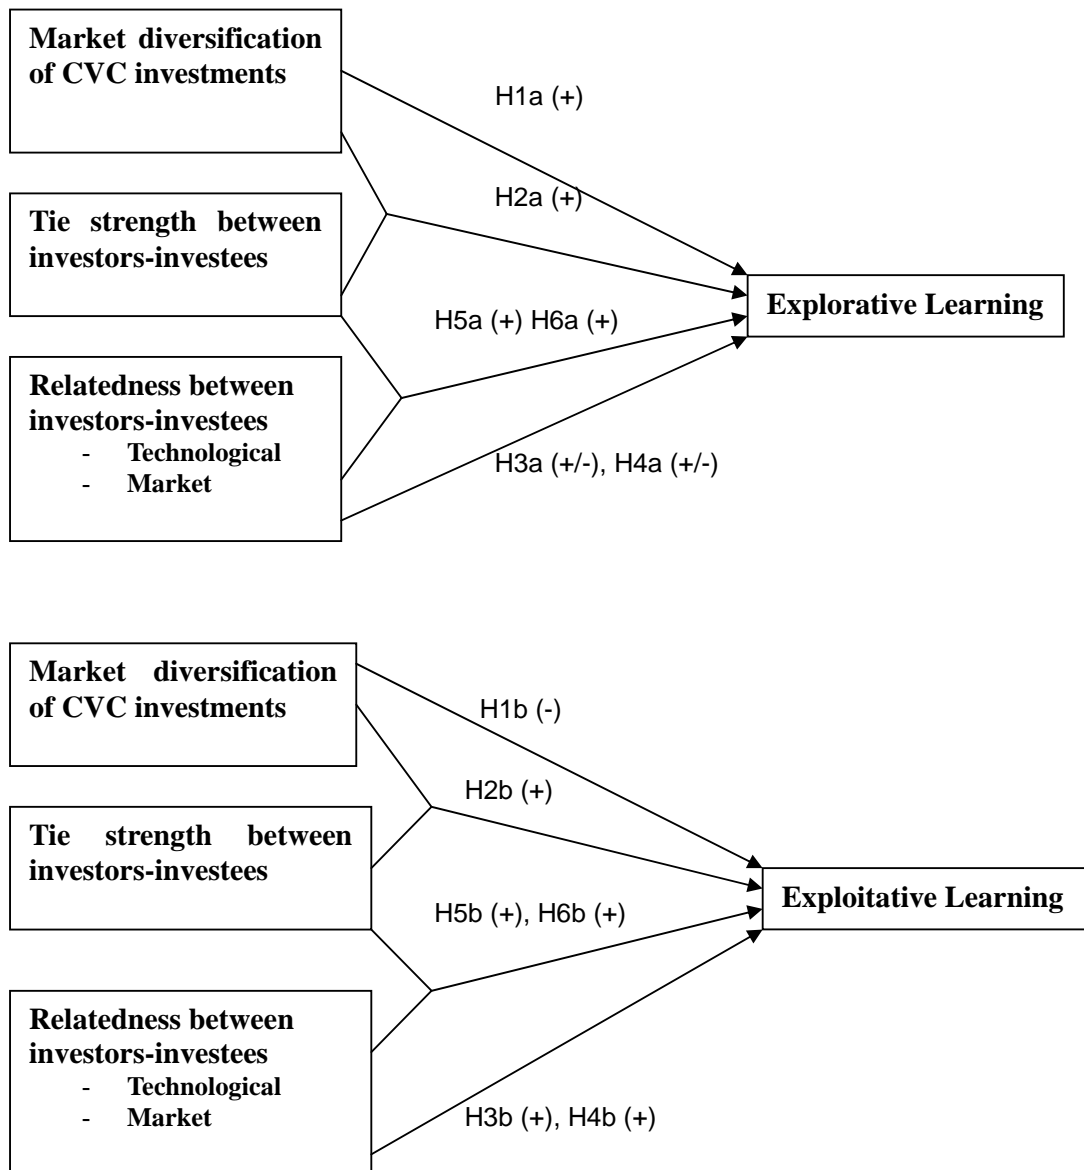 Market diversification
of CVC investments
H1a (+)
H2a (+)
Tie strength between
investors-investees
Explorative Learning
H5a (+) H6a (+)
Relatedness between
investors-investees
- Technological
- Market
H3a (+/-), H4a (+/-)
Market diversification
of CVC investments
H1b (-)
H2b (+)
Tie strength between
investors-investees
Exploitative Learning
H5b (+), H6b (+)
Relatedness between
investors-investees
- Technological
- Market
H3b (+), H4b (+)